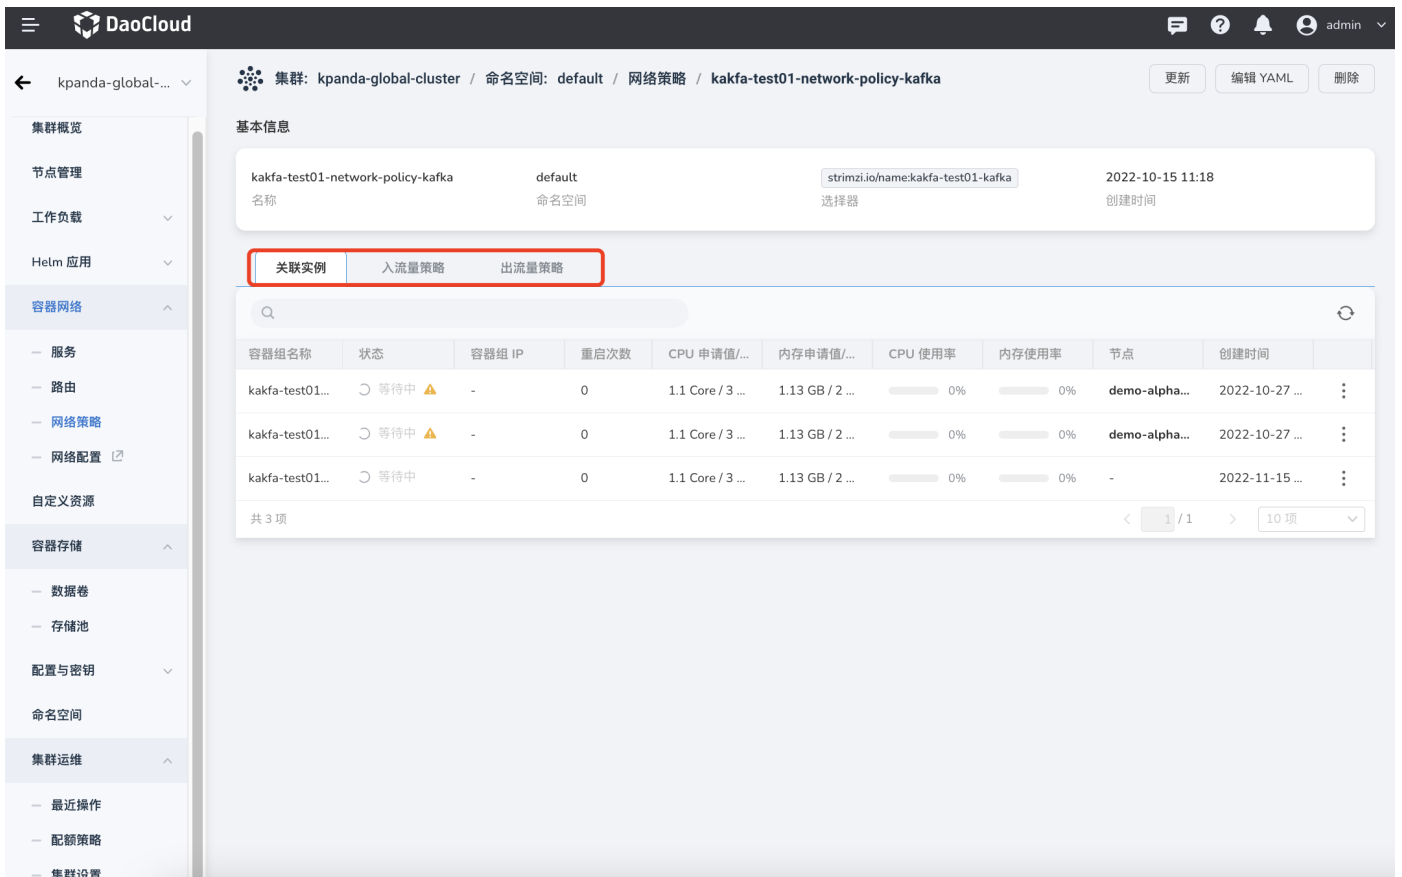 DaoCloud
admin
kpanda-global-...
集群: kpanda-global-cluster / 命名空间: default / 网络策略 / kakfa-test01-network-policy-kafka
更新
编辑 YAML
删除
集群概览
节点管理
工作负载
Helm 应用
容器网络
服务
路由
网络策略
网络配置
自定义资源
容器存储
数据卷
存储池
配置与密钥
命名空间
集群运维
最近操作
配额策略
集群设置
基本信息
kakfa-test01-network-policy-kafka
名称
default
命名空间
strimzi.io/name:kakfa-test01-kafka
选择器
2022-10-15 11:18
创建时间
关联实例 入流量策略 出流量策略
容器组名称 状态 容器组 IP 重启次数 CPU 申请值/... 内存申请值/... CPU 使用率 内存使用率 节点 创建时间
kakfa-test01... 等待中 - 0 1.1 Core / 3 ... 1.13 GB / 2 ... 0% 0% demo-alpha... 2022-10-27 ...
kakfa-test01... 等待中 - 0 1.1 Core / 3 ... 1.13 GB / 2 ... 0% 0% demo-alpha... 2022-10-27 ...
kakfa-test01... 等待中 - 0 1.1 Core / 3 ... 1.13 GB / 2 ... 0% 0% - 2022-11-15 ...
共 3 项
1 / 1
10 项